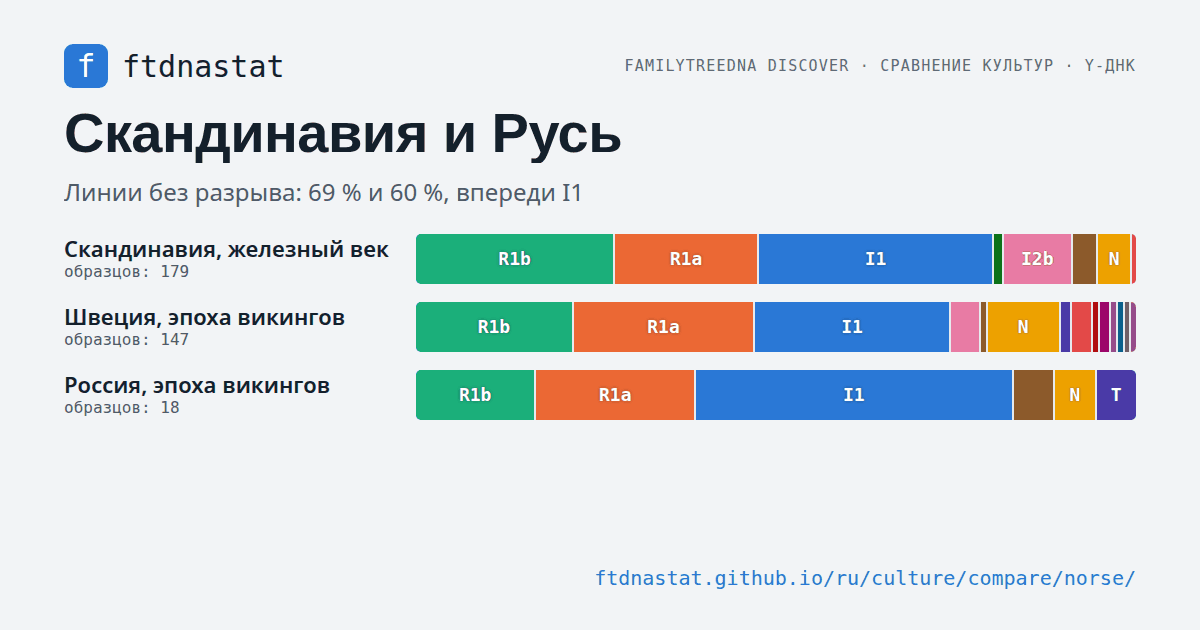 f ftdnastat
FAMILYTREEDNA DISCOVER · СРАВНЕНИЕ КУЛЬТУР · Y-ДНК
Скандинавия и Русь
Линии без разрыва: 69 % и 60 %, впереди I1
Скандинавия, железный век
образцов: 179
R1b R1a I1 I2b N
Швеция, эпоха викингов
образцов: 147
R1b R1a I1 N
Россия, эпоха викингов
образцов: 18
R1b R1a I1 N T
ftdnastat.github.io/ru/culture/compare/norse/